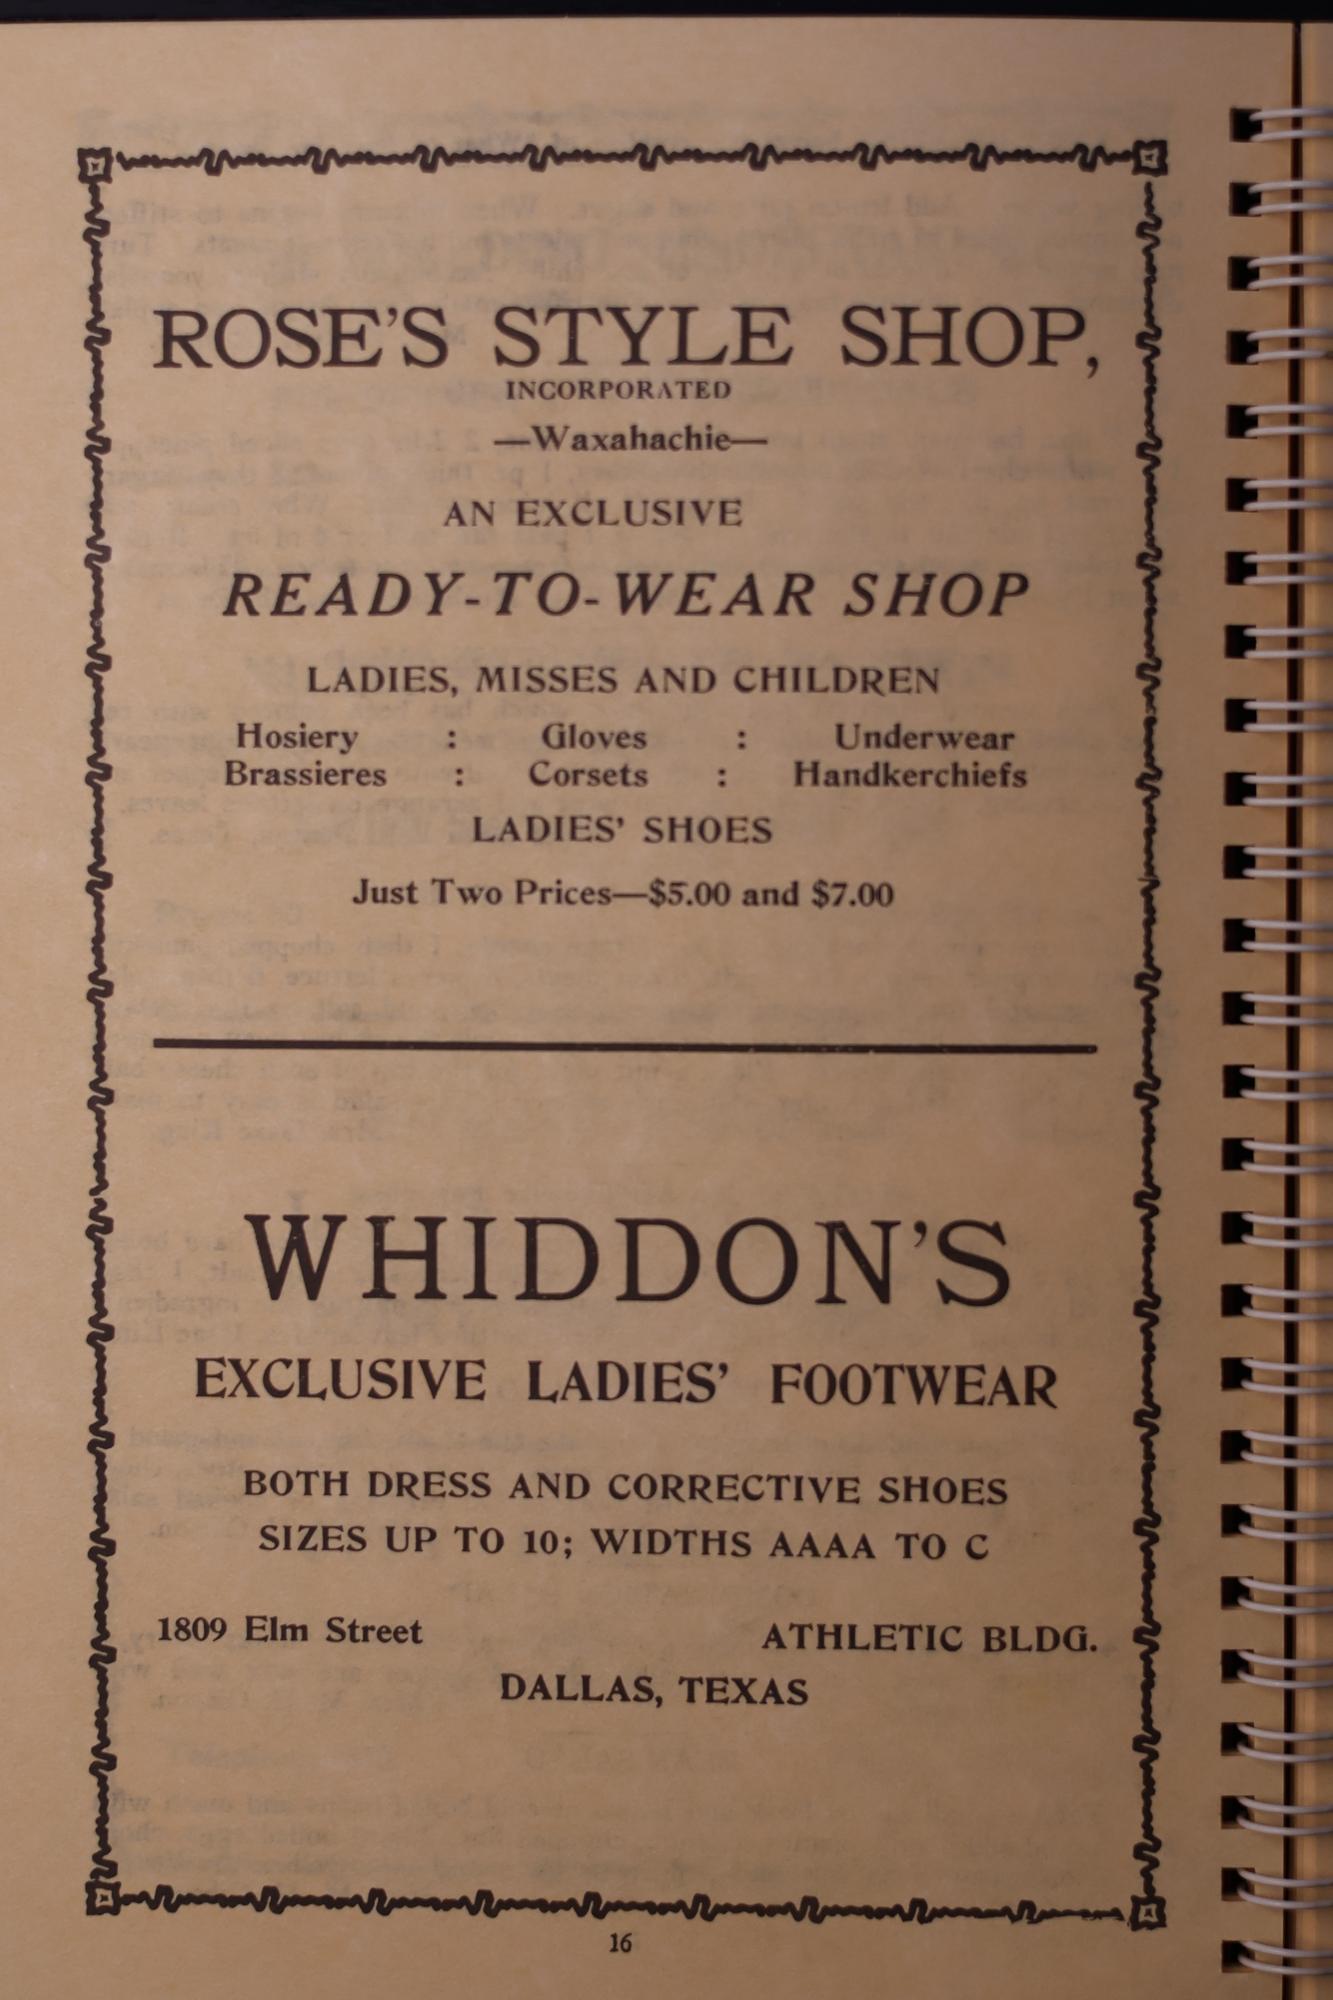 ROSE'S STYLE SHOP,
INCORPORATED
—Waxahachie—
AN EXCLUSIVE
READY-TO-WEAR SHOP
LADIES, MISSES AND CHILDREN
Hosiery : Gloves : Underwear
Brassieres : Corsets : Handkerchiefs
LADIES' SHOES
Just Two Prices—$5.00 and $7.00
WHIDDON'S
EXCLUSIVE LADIES' FOOTWEAR
BOTH DRESS AND CORRECTIVE SHOES
SIZES UP TO 10; WIDTHS AAAA TO C
1809 Elm Street ATHLETIC BLDG.
DALLAS, TEXAS
16